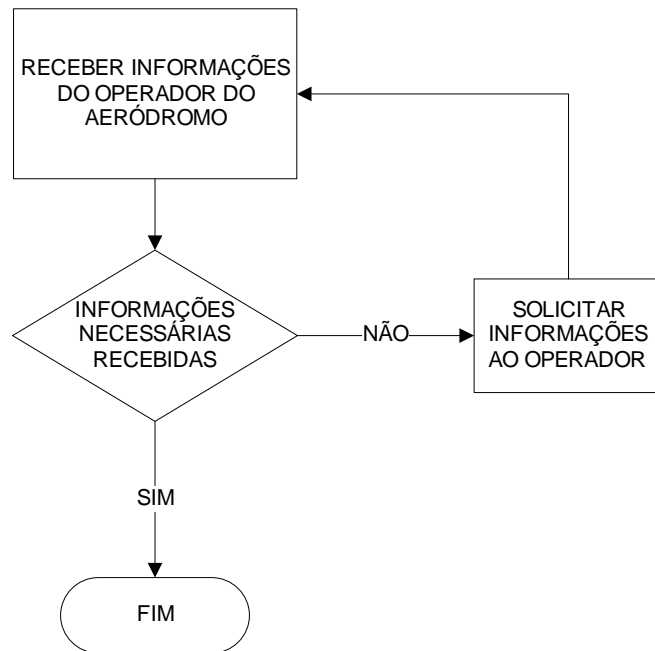 RECEBER INFORMAÇÕES
DO OPERADOR DO
AERÓDROMO
INFORMAÇÕES
NECESSÁRIAS
RECEBIDAS
NÃO
SOLICITAR
INFORMAÇÕES
AO OPERADOR
SIM
FIM